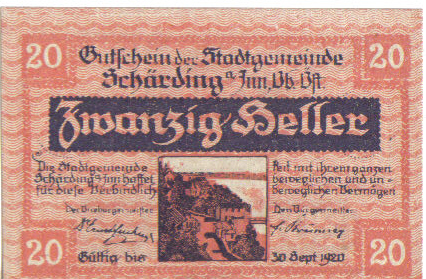 20 20
Gutschein der Stadtgemeinde
Schärding a Inn, Ob. Öst.
Zwanzig Heller
Die Stadtgemeinde
Schärding a Inn haftet
für diese Verbindlich
keit mit ihrem ganzen
beweglichen und un-
beweglichen Vermögen
Der Bürgermeister
Gültig bis 30 Sept 1920
20 20